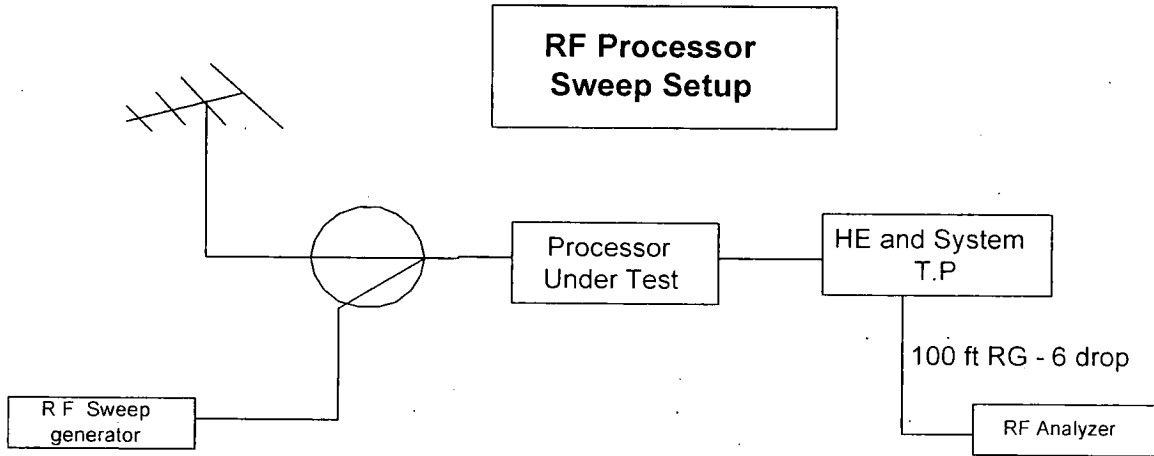 RF Processor
Sweep Setup
Processor
Under Test
HE and System
T.P
100 ft RG - 6 drop
R F Sweep
generator
RF Analyzer